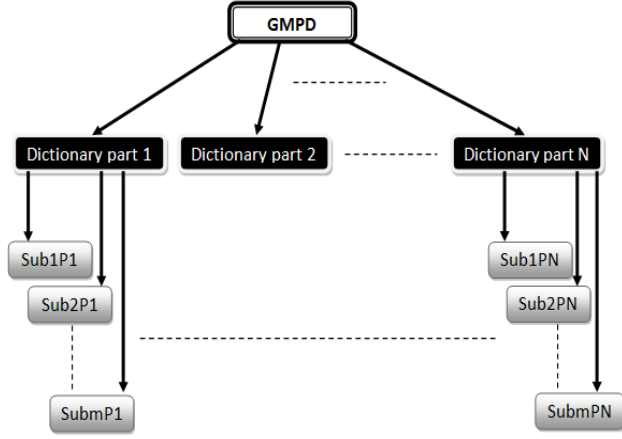 GMPD
Dictionary part 1
Dictionary part 2
Dictionary part N
Sub1P1
Sub1PN
Sub2P1
Sub2PN
SubmP1
SubmPN